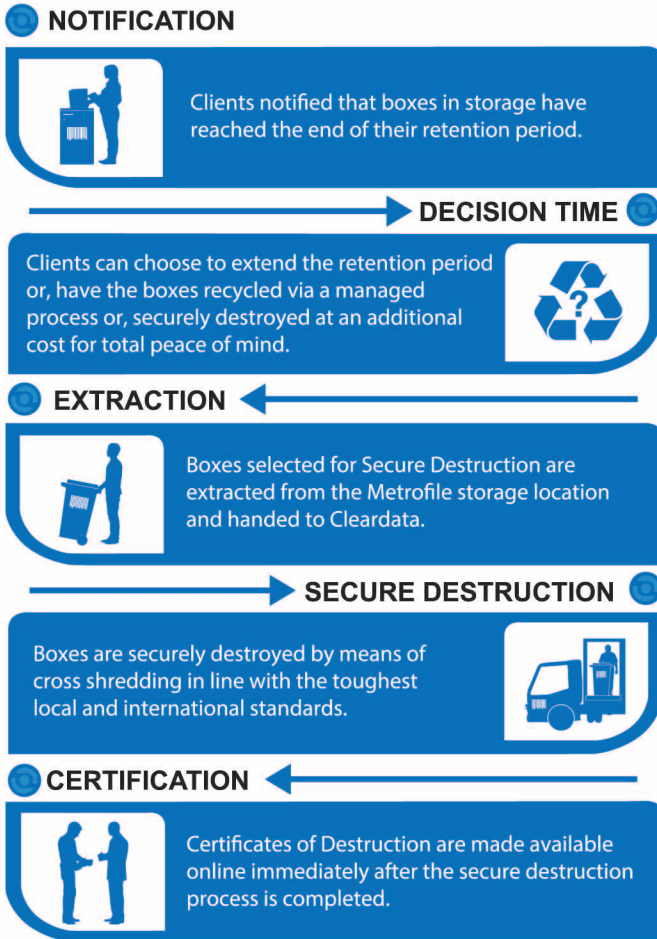 NOTIFICATION
Clients notified that boxes in storage have
reached the end of their retention period.
DECISION TIME
Clients can choose to extend the retention period
or, have the boxes recycled via a managed
process or, securely destroyed at an additional
cost for total peace of mind.
?
EXTRACTION
Boxes selected for Secure Destruction are
extracted from the Metrofile storage location
and handed to Cleardata.
SECURE DESTRUCTION
Boxes are securely destroyed by means of
cross shredding in line with the toughest
local and international standards.
CERTIFICATION
Certificates of Destruction are made available
online immediately after the secure destruction
process is completed.